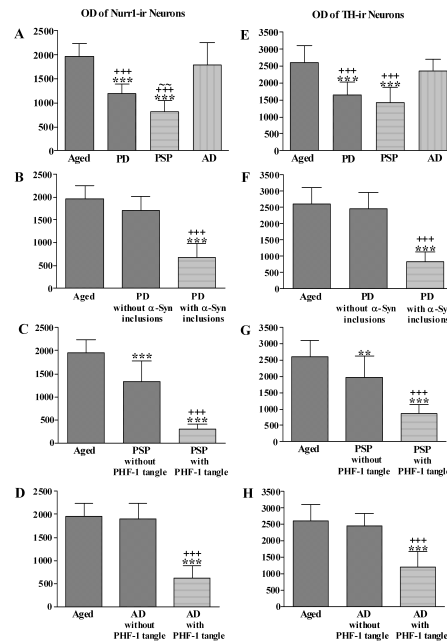 OD of Nurr1-ir Neurons
OD of TH-ir Neurons
A
2500
2000
1500
1000
500
0
+++
***
~~
+++
***
Aged PD PSP AD
E
3500
3000
2500
2000
1500
1000
500
0
+++
***
+++
***
Aged PD PSP AD
B
2500
2000
1500
1000
500
0
+++
***
Aged PD PD
without α-Syn with α-Syn
inclusions inclusions
F
3500
3000
2500
2000
1500
1000
500
0
+++
***
Aged PD PD
without α-Syn with α-Syn
inclusions inclusions
C
2500
2000
1500
1000
500
0
***
+++
***
Aged PSP PSP
without with
PHF-1 tangle PHF-1 tangle
G
3500
3000
2500
2000
1500
1000
500
0
**
+++
***
Aged PSP PSP
without with
PHF-1 tangle PHF-1 tangle
D
2500
2000
1500
1000
500
0
+++
***
Aged AD AD
without with
PHF-1 tangle PHF-1 tangle
H
3500
3000
2500
2000
1500
1000
500
0
+++
***
Aged AD AD
without with
PHF-1 tangle PHF-1 tangle